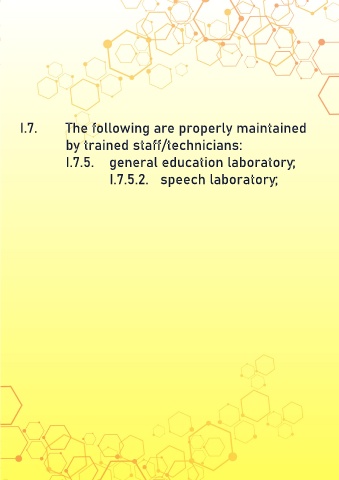 I.7. The following are properly maintained
by trained staff/technicians:
I.7.5. general education laboratory;
I.7.5.2. speech laboratory;